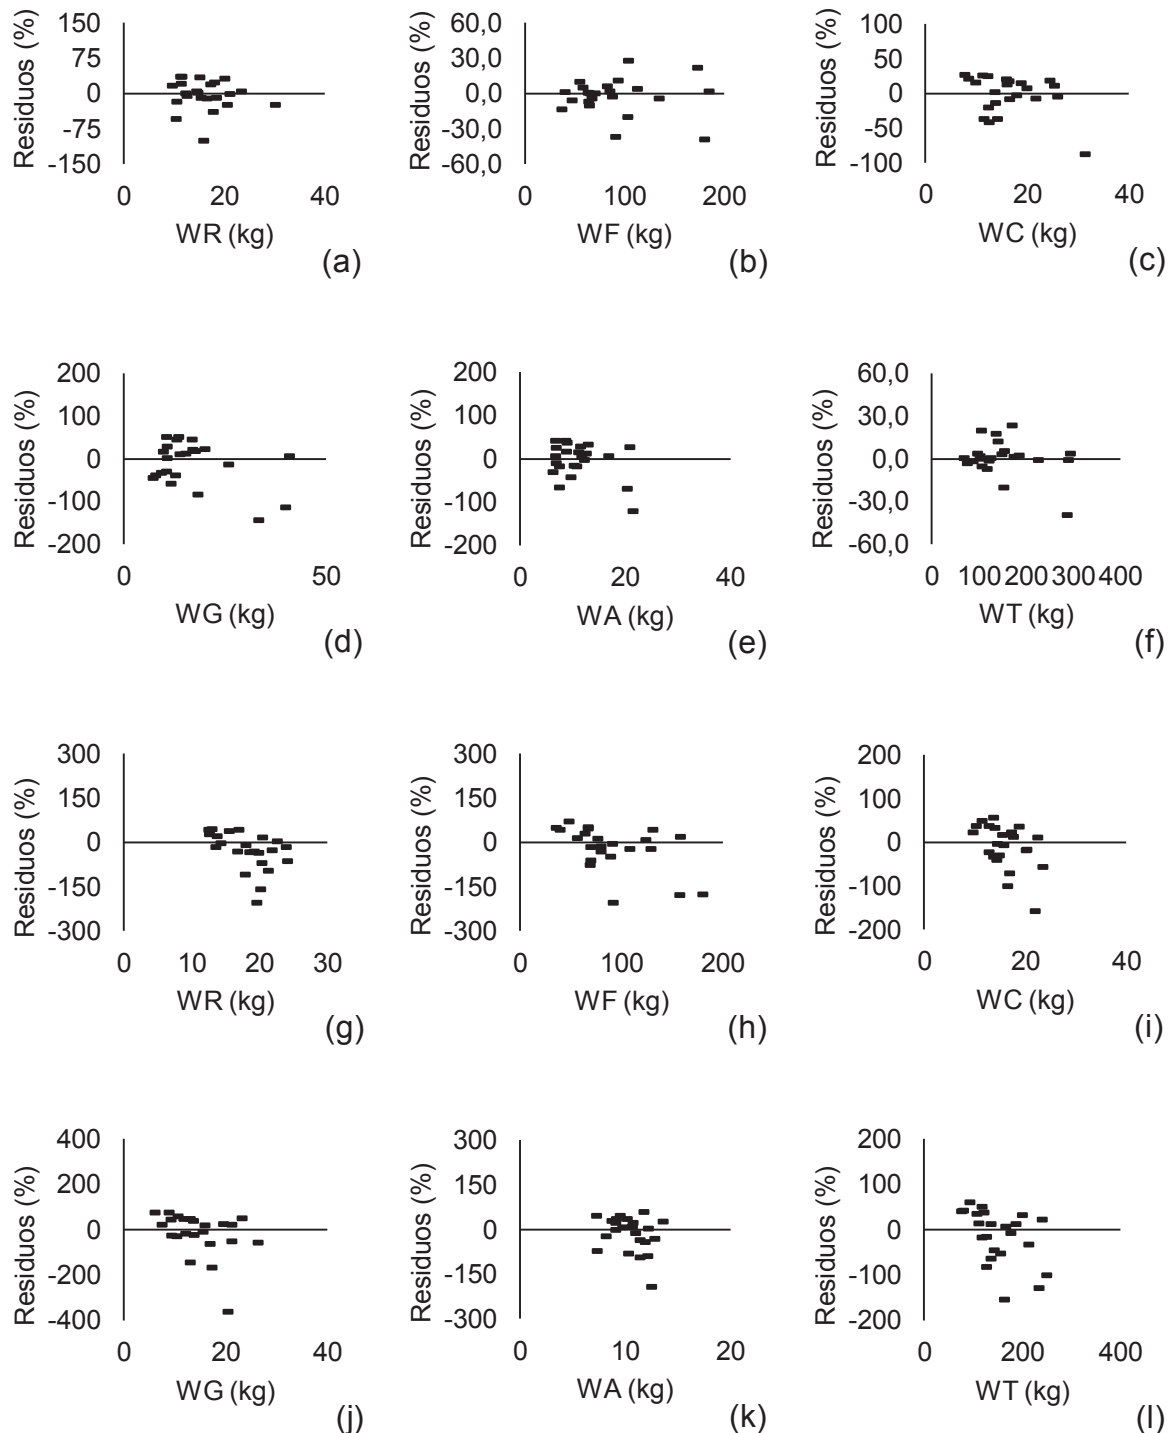 Residuos (%)
150
75
0
-75
-150
0 20 40
WR (kg)
(a)
Residuos (%)
60,0
30,0
0,0
-30,0
-60,0
0 100 200
WF (kg)
(b)
Residuos (%)
100
50
0
-50
-100
0 20 40
WC (kg)
(c)
Residuos (%)
200
100
0
-100
-200
0 50
WG (kg)
(d)
Residuos (%)
200
100
0
-100
-200
0 20 40
WA (kg)
(e)
Residuos (%)
60,0
30,0
0,0
-30,0
-60,0
0 100 200 300 400
WT (kg)
(f)
Residuos (%)
300
150
0
-150
-300
0 10 20 30
WR (kg)
(g)
Residuos (%)
300
150
0
-150
-300
0 100 200
WF (kg)
(h)
Residuos (%)
200
100
0
-100
-200
0 20 40
WC (kg)
(i)
Residuos (%)
400
200
0
-200
-400
0 20 40
WG (kg)
(j)
Residuos (%)
300
150
0
-150
-300
0 10 20
WA (kg)
(k)
Residuos (%)
200
100
0
-100
-200
0 200 400
WT (kg)
(l)